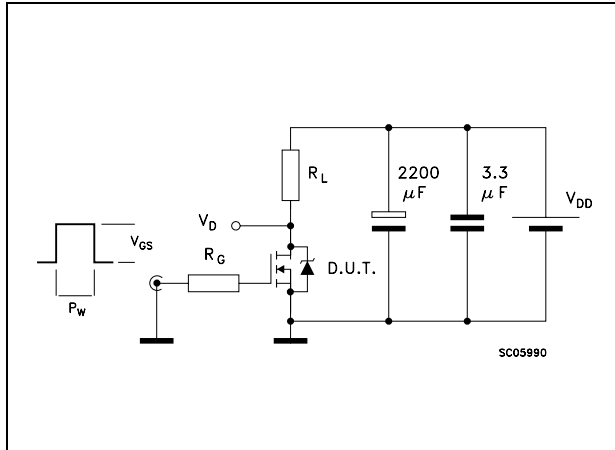 R_L
2200
µF
3.3
µF
V_DD
V_D
V_GS
R_G
D.U.T.
P_W
SC05990